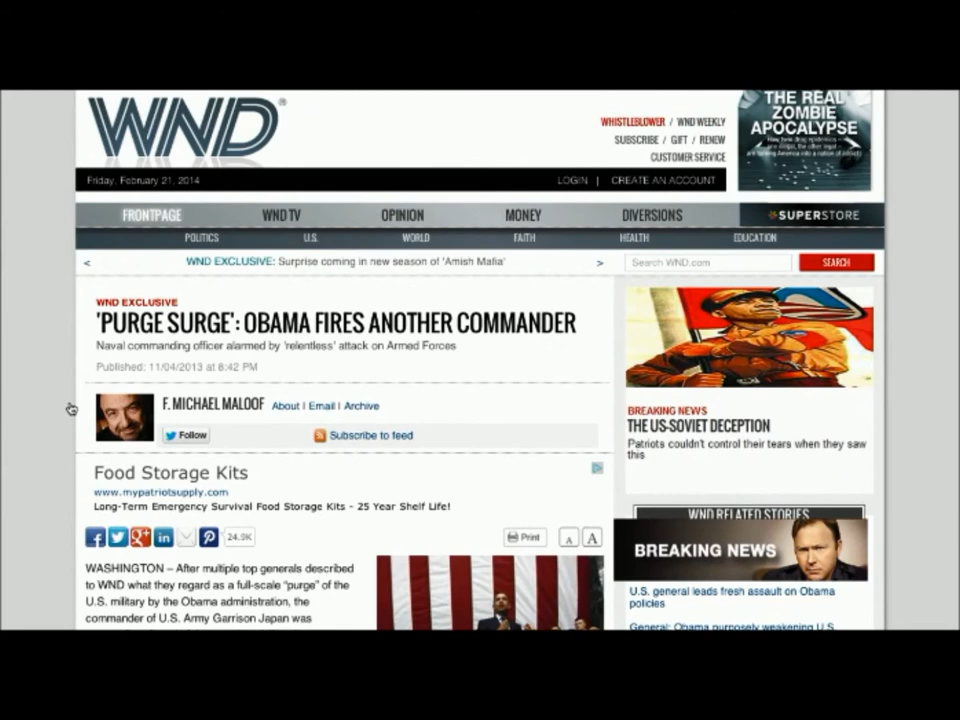 WND®
WHISTLEBLOWER / WND WEEKLY
SUBSCRIBE / GIFT / RENEW
CUSTOMER SERVICE
THE REAL
ZOMBIE
APOCALYPSE
Friday, February 21, 2014
LOGIN | CREATE AN ACCOUNT
FRONTPAGE WND TV OPINION MONEY DIVERSIONS SUPERSTORE
POLITICS U.S. WORLD FAITH HEALTH EDUCATION
< WND EXCLUSIVE: Surprise coming in new season of 'Amish Mafia' >
Search WND.com SEARCH
WND EXCLUSIVE
'PURGE SURGE': OBAMA FIRES ANOTHER COMMANDER
Naval commanding officer alarmed by 'relentless' attack on Armed Forces
Published: 11/04/2013 at 8:42 PM
F. MICHAEL MALOOF About | Email | Archive
Follow Subscribe to feed
Food Storage Kits
www.mypatriotsupply.com
Long-Term Emergency Survival Food Storage Kits - 25 Year Shelf Life!
24.9K Print A A
WASHINGTON – After multiple top generals described
to WND what they regard as a full-scale "purge" of the
U.S. military by the Obama administration, the
commander of U.S. Army Garrison Japan was
BREAKING NEWS
THE US-SOVIET DECEPTION
Patriots couldn't control their tears when they saw
this
WND RELATED STORIES
BREAKING NEWS
U.S. general leads fresh assault on Obama
policies
General: Obama purposely weakening U.S.